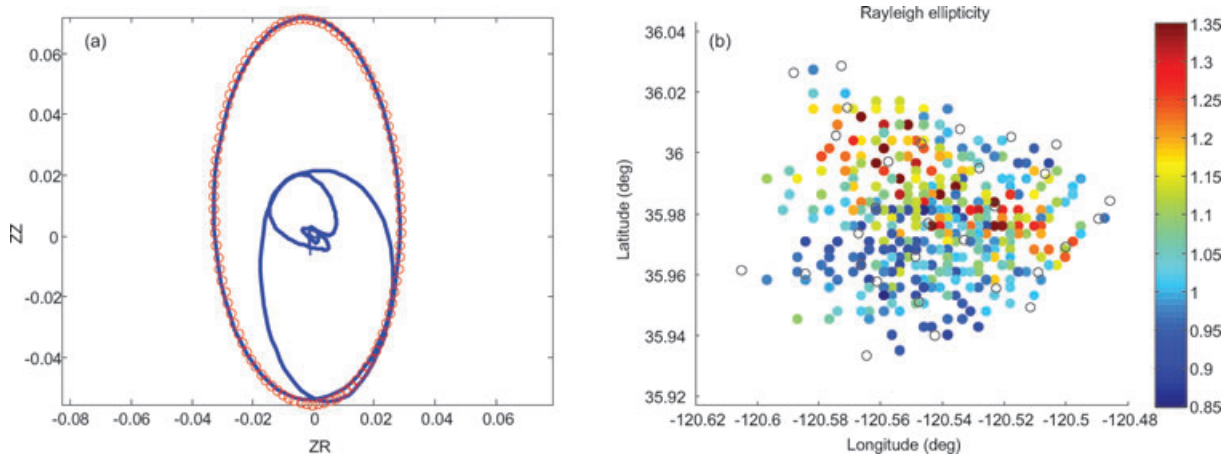 (a)
0.06
0.04
0.02
0
-0.02
-0.04
ZZ
-0.08 -0.06 -0.04 -0.02 0 0.02 0.04 0.06
ZR
Rayleigh ellipticity
(b)
36.04
36.02
36
35.98
35.96
35.94
35.92
Latitude (deg)
-120.62 -120.6 -120.58 -120.56 -120.54 -120.52 -120.5 -120.48
Longitude (deg)
1.35
1.3
1.25
1.2
1.15
1.1
1.05
1
0.95
0.9
0.85